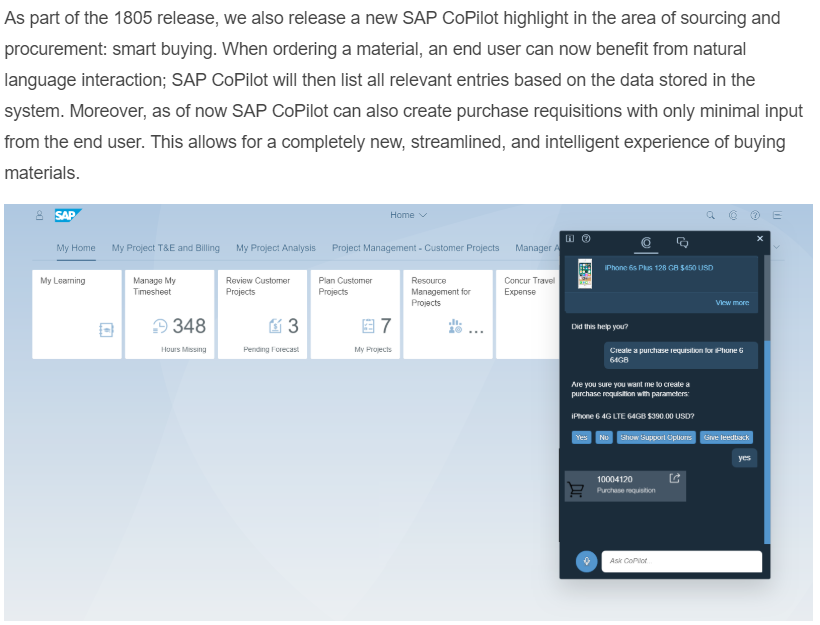 As part of the 1805 release, we also release a new SAP CoPilot highlight in the area of sourcing and
procurement: smart buying. When ordering a material, an end user can now benefit from natural
language interaction; SAP CoPilot will then list all relevant entries based on the data stored in the
system. Moreover, as of now SAP CoPilot can also create purchase requisitions with only minimal input
from the end user. This allows for a completely new, streamlined, and intelligent experience of buying
materials.
SAP
Home
My Home
My Project T&E and Billing
My Project Analysis
Project Management - Customer Projects
Manager A
My Learning
Manage My
Timesheet
348
Hours Missing
Review Customer
Projects
3
Pending Forecast
Plan Customer
Projects
7
My Projects
Resource
Management for
Projects
...
Concur Travel
Expense
iPhone 6s Plus 128 GB $450 USD
View more
Did this help you?
Create a purchase requisition for iPhone 6
64GB
Are you sure you want me to create a
purchase requisition with parameters:
iPhone 6 4G LTE 64GB $390.00 USD?
Yes
No
Show Support Options
Give feedback
yes
10004120
Purchase requisition
Ask CoPilot...